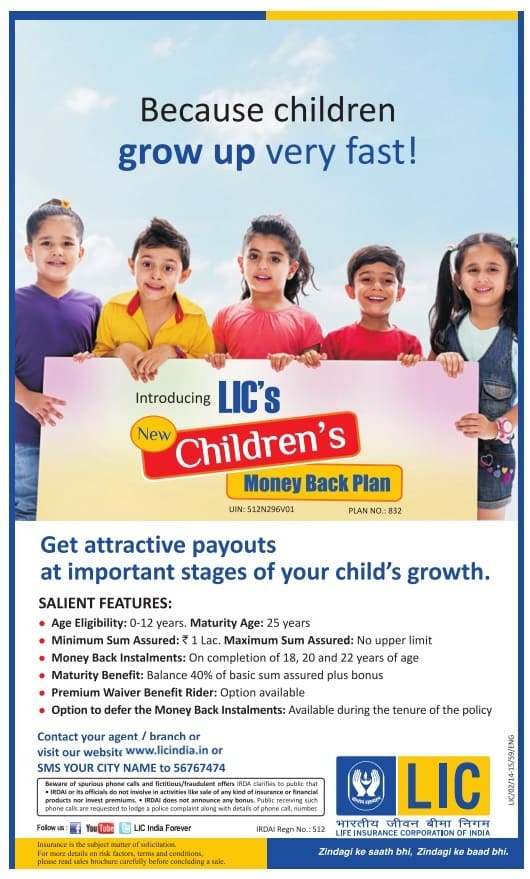 Because children
grow up very fast!
Introducing LIC's
New Children's
Money Back Plan
UIN: 512N296V01 PLAN NO.: 832
Get attractive payouts
at important stages of your child's growth.
SALIENT FEATURES:
• Age Eligibility: 0-12 years. Maturity Age: 25 years
• Minimum Sum Assured: ₹ 1 Lac. Maximum Sum Assured: No upper limit
• Money Back Instalments: On completion of 18, 20 and 22 years of age
• Maturity Benefit: Balance 40% of basic sum assured plus bonus
• Premium Waiver Benefit Rider: Option available
• Option to defer the Money Back Instalments: Available during the tenure of the policy
Contact your agent / branch or
visit our website www.licindia.in or
SMS YOUR CITY NAME to 56767474
Beware of spurious phone calls and fictitious/fraudulent offers IRDA clarifies to public that
• IRDAI or its officials do not involve in activities like sale of any kind of insurance or financial
products nor invest premiums. • IRDAI does not announce any bonus. Public receiving such
phone calls are requested to lodge a police complaint along with details of phone call, number.
Follow us : f You Tube LIC India Forever IRDAI Regn No.: 512
LIC
भारतीय जीवन बीमा निगम
LIFE INSURANCE CORPORATION OF INDIA
LIC/02/14-15/59/ENG
Insurance is the subject matter of solicitation.
For more details on risk factors, terms and conditions,
please read sales brochure carefully before concluding a sale.
Zindagi ke saath bhi, Zindagi ke baad bhi.